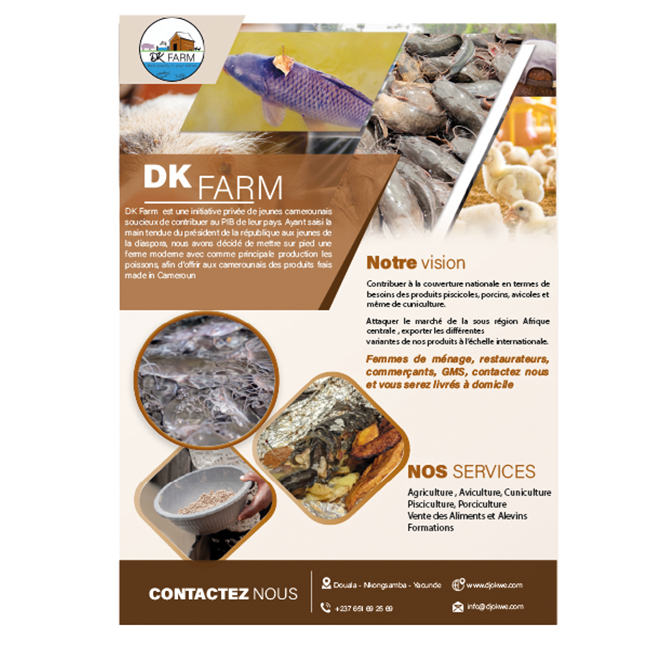 DK FARM
DK FARM
DK Farm est une initiative privée de jeunes camerounais
soucieux de contribuer au PIB de leur pays. Ayant saisi la
main tendue du président de la république aux jeunes de
la diaspora, nous avons décidé de mettre sur pied une
ferme moderne avec comme principale production les
poissons, afin d'offrir aux camerounais des produits frais
made in Cameroun
Notre vision
Contribuer à la couverture nationale en termes de
besoins des produits piscicoles, porcins, avicoles et
même de cuniculture.
Attaquer le marché de la sous région Afrique
centrale , exporter les différentes
variantes de nos produits à l'échelle internationale.
Femmes de ménage, restaurateurs,
commerçants, GMS, contactez nous
et vous serez livrés à domicile
NOS SERVICES
Agriculture , Aviculture, Cuniculture
Pisciculture, Porciculture
Vente des Aliments et Alevins
Formations
CONTACTEZ NOUS
Douala - Nkongsamba - Yaounde
www.djokwe.com
+237 651 69 25 69
info@djokwe.com